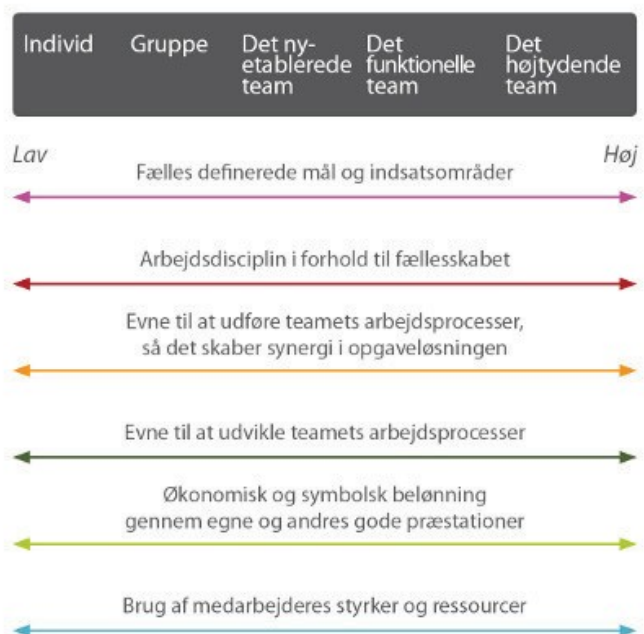 Individ
Gruppe
Det ny-
etablerede
team
Det
funktionelle
team
Det
højtydende
team
Lav
Høj
Fælles definerede mål og indsatsområder
Arbejdsdisciplin i forhold til fællesskabet
Evne til at udføre teamets arbejdsprocesser,
så det skaber synergi i opgaveløsningen
Evne til at udvikle teamets arbejdsprocesser
Økonomisk og symbolsk belønning
gennem egne og andres gode præstationer
Brug af medarbejderes styrker og ressourcer